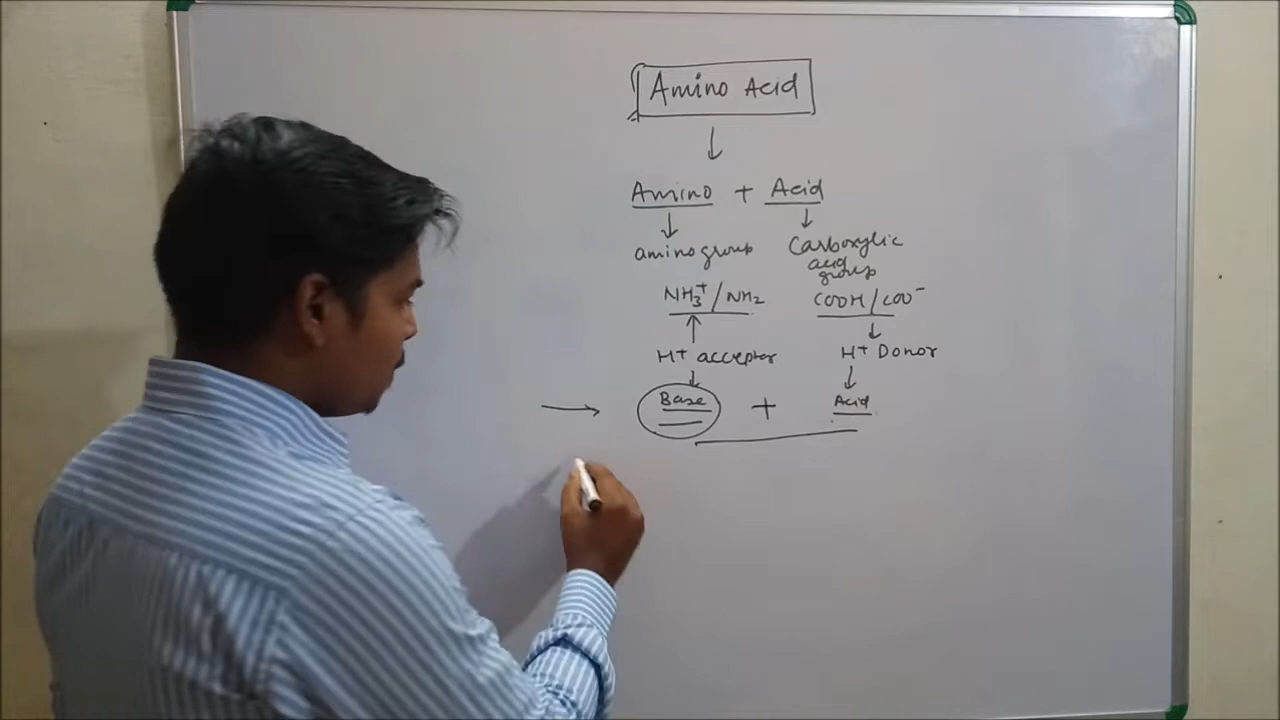 Amino Acid
Amino + Acid
amino group Carboxylic
acid
group
NH3+/NH2 COOH/COO-
H+ acceptor H+ Donor
Base + Acid